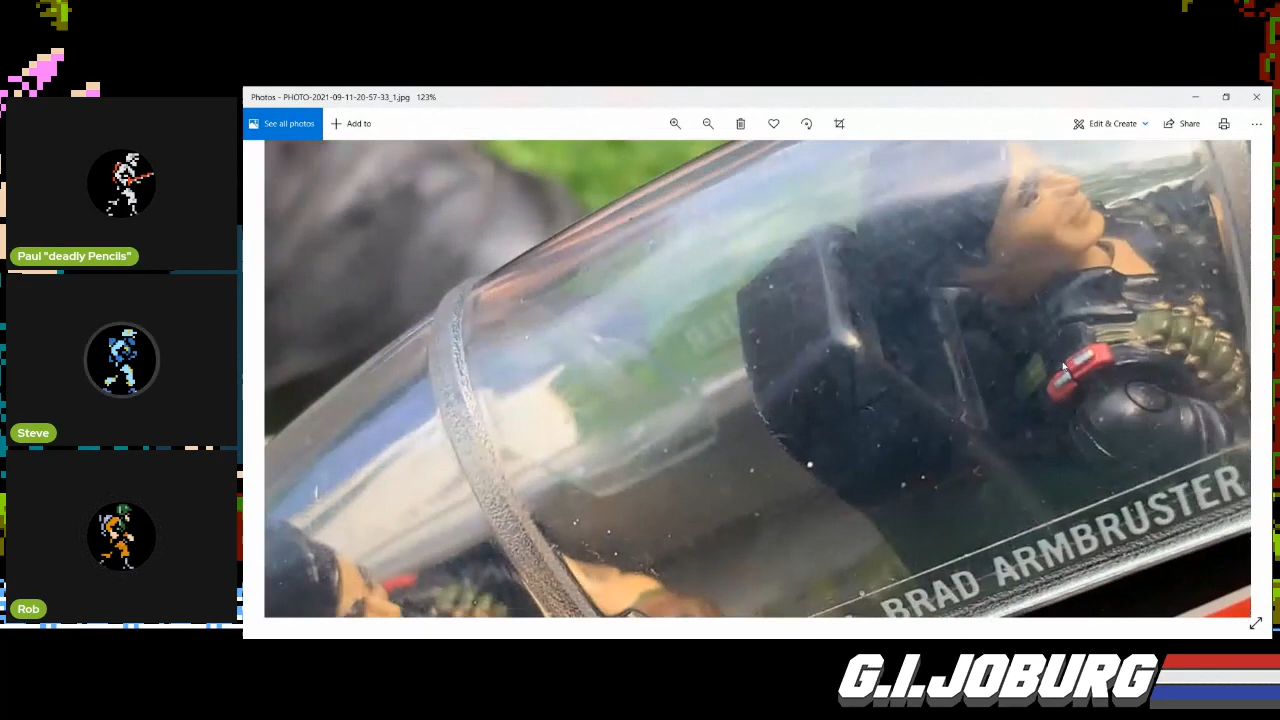 Photos - PHOTO-2021-09-11-20-57-33_1.jpg 123%
See all photos
Add to
Edit & Create
Share
Paul "deadly Pencils"
Steve
Rob
BRAD ARMBRUSTER
G.I.JOBURG